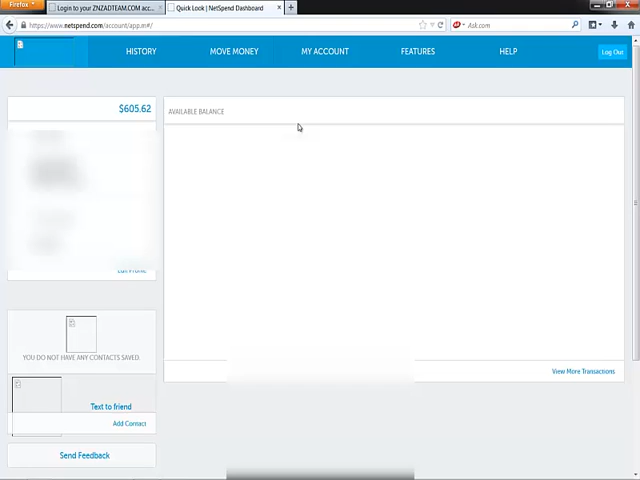 Firefox
Login to your ZNZADTEAM.COM acc...
Quick Look | NetSpend Dashboard
https://www.netspend.com/account/app.m#/
Ask.com
HISTORY
MOVE MONEY
MY ACCOUNT
FEATURES
HELP
Log Out
$605.62
AVAILABLE BALANCE
Edit Profile
YOU DO NOT HAVE ANY CONTACTS SAVED.
View More Transactions
Text to friend
Add Contact
Send Feedback